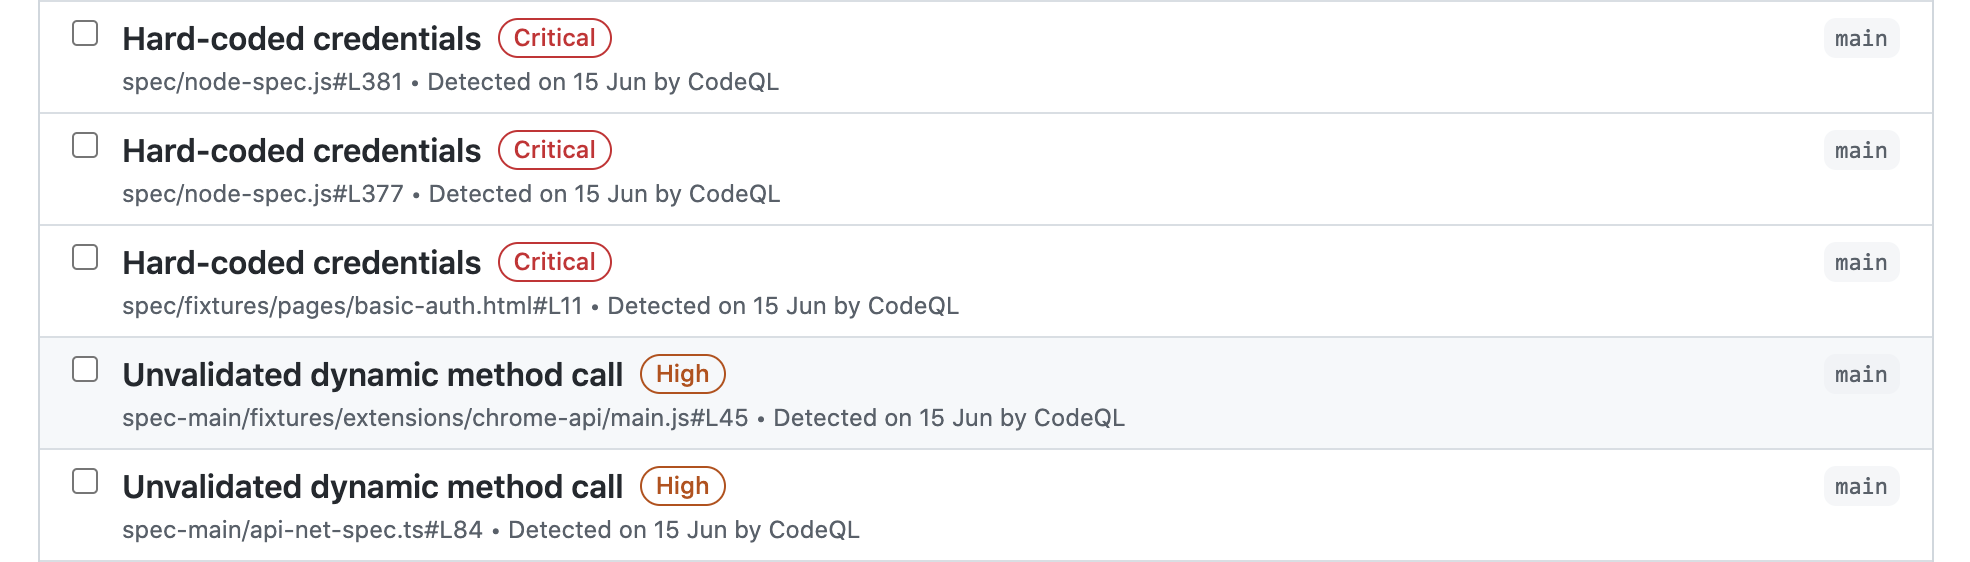 Hard-coded credentials Critical main
spec/node-spec.js#L381 • Detected on 15 Jun by CodeQL
Hard-coded credentials Critical main
spec/node-spec.js#L377 • Detected on 15 Jun by CodeQL
Hard-coded credentials Critical main
spec/fixtures/pages/basic-auth.html#L11 • Detected on 15 Jun by CodeQL
Unvalidated dynamic method call High main
spec-main/fixtures/extensions/chrome-api/main.js#L45 • Detected on 15 Jun by CodeQL
Unvalidated dynamic method call High main
spec-main/api-net-spec.ts#L84 • Detected on 15 Jun by CodeQL